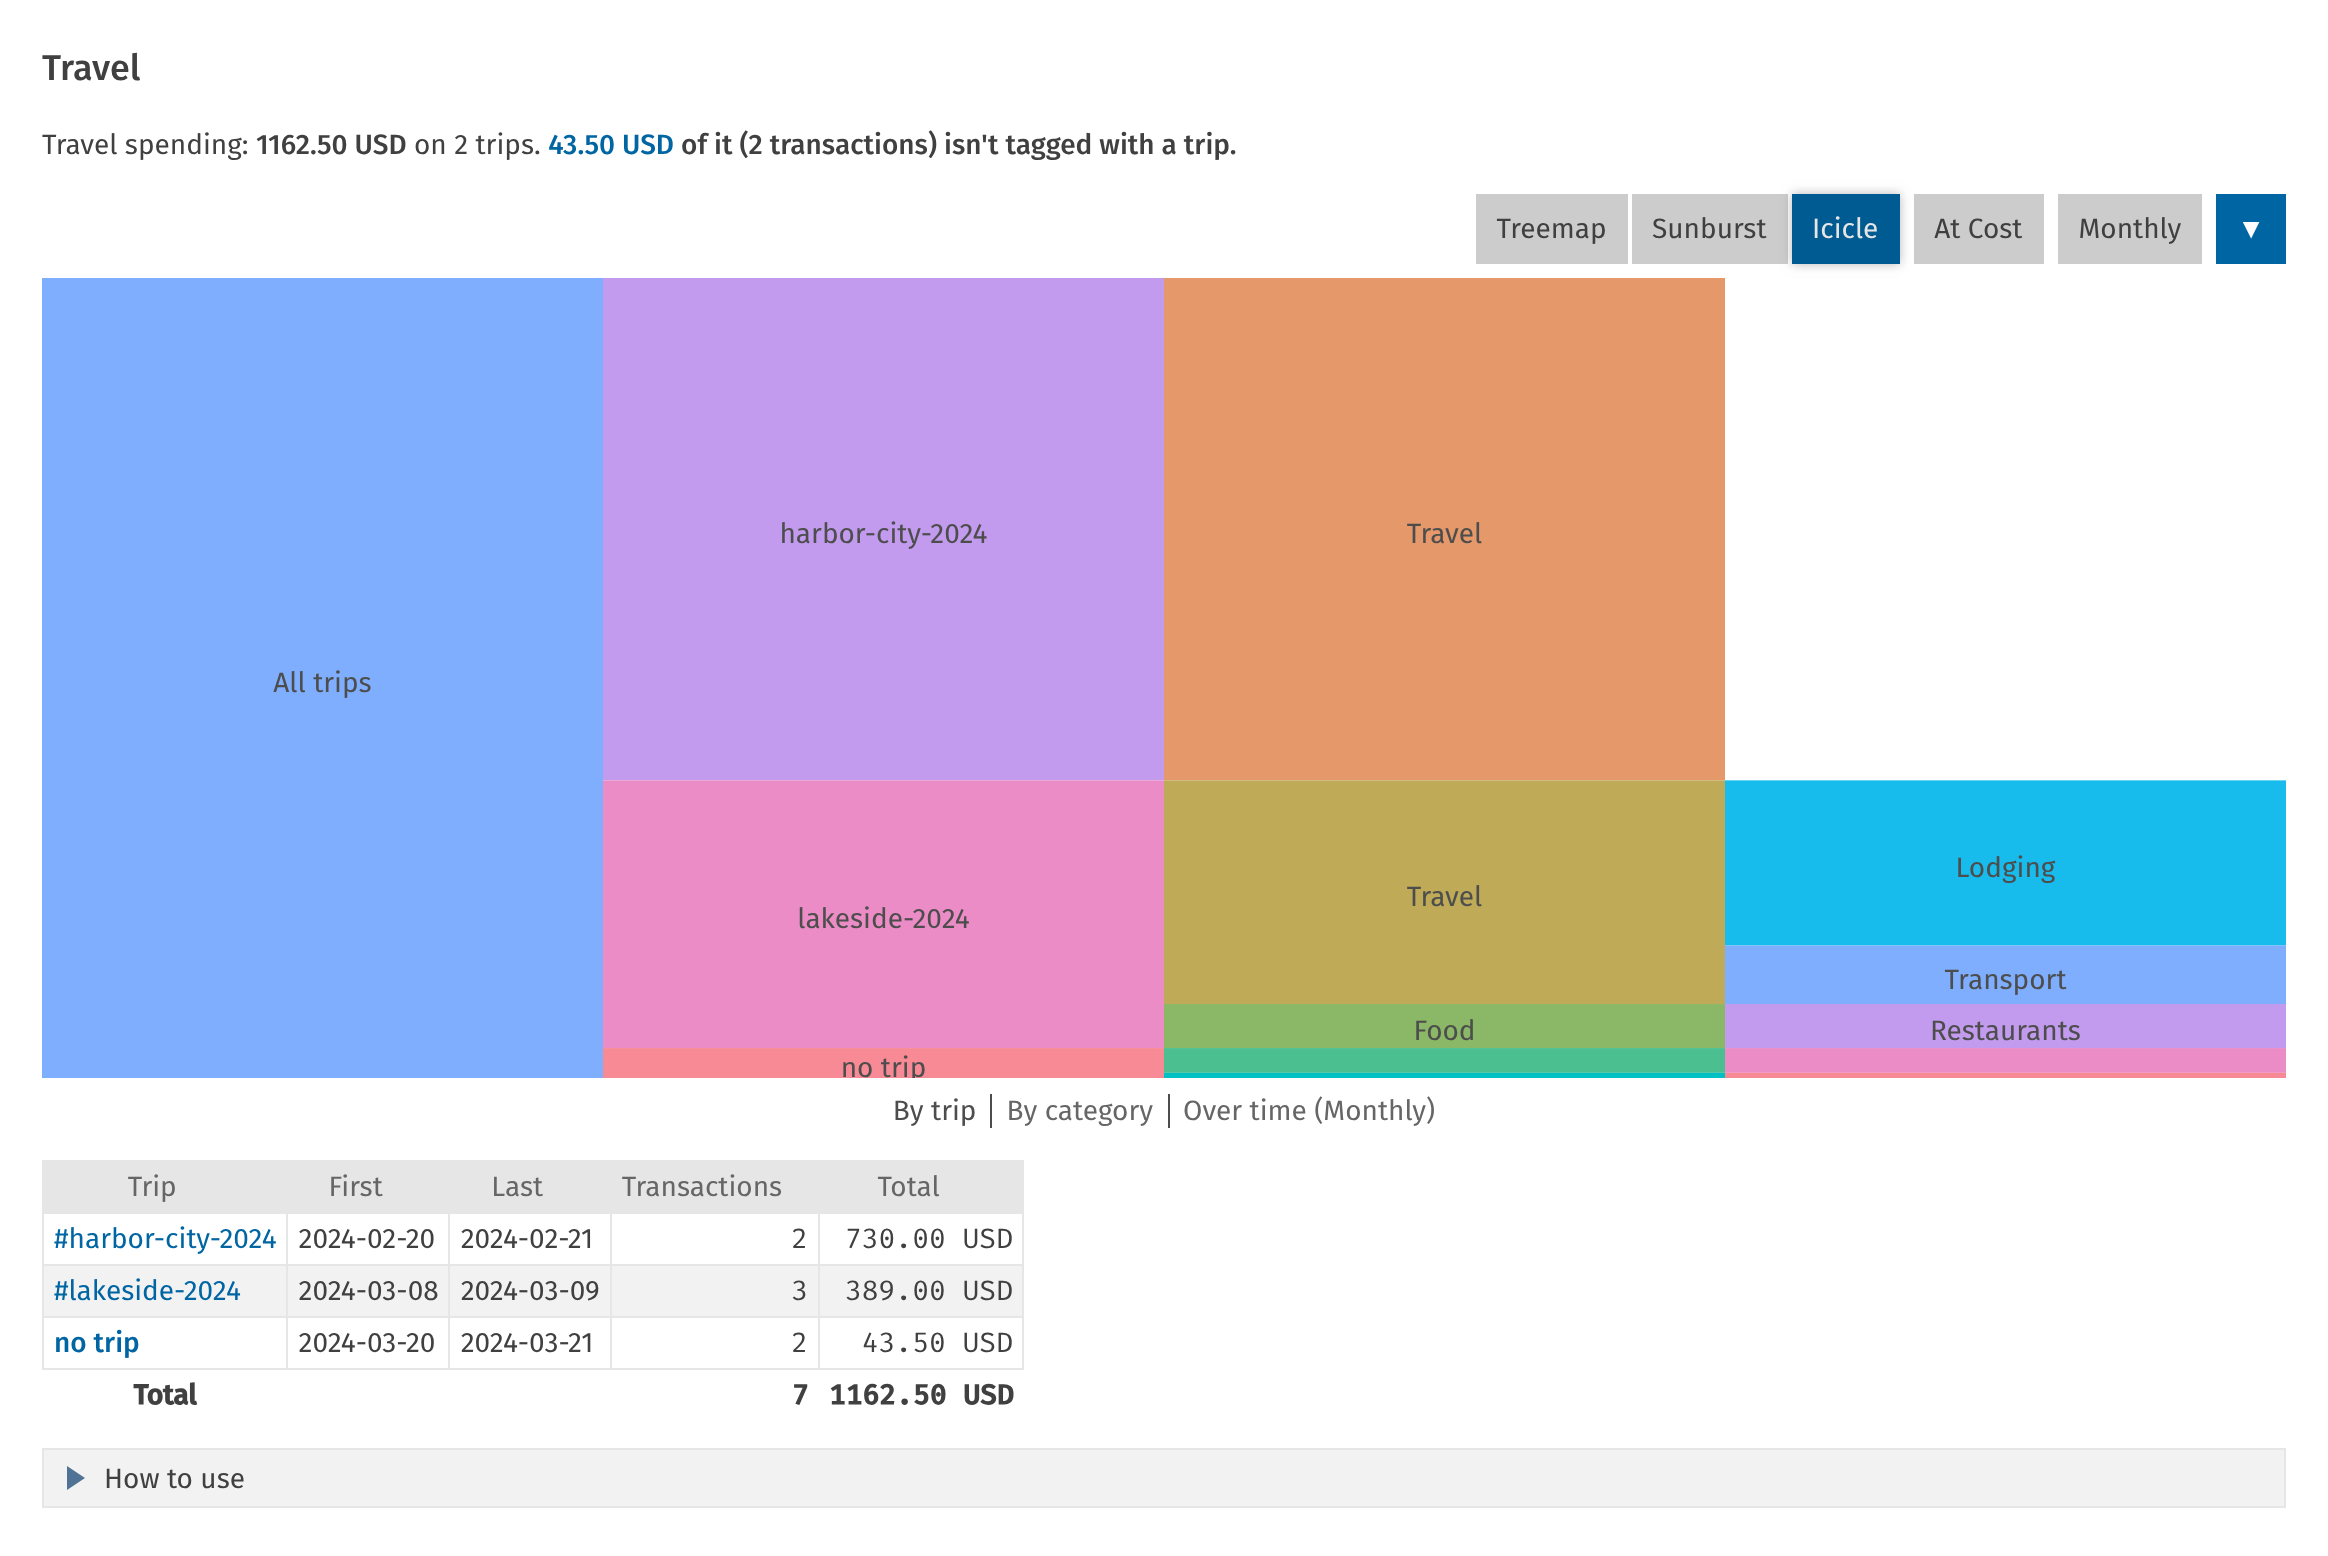 Travel
Travel spending: 1162.50 USD on 2 trips. 43.50 USD of it (2 transactions) isn't tagged with a trip.
Treemap Sunburst Icicle At Cost Monthly ▼
All trips
harbor-city-2024
Travel
lakeside-2024
Travel
Lodging
Transport
Food
Restaurants
no trip
By trip | By category | Over time (Monthly)
Trip First Last Transactions Total
#harbor-city-2024 2024-02-20 2024-02-21 2 730.00 USD
#lakeside-2024 2024-03-08 2024-03-09 3 389.00 USD
no trip 2024-03-20 2024-03-21 2 43.50 USD
Total 7 1162.50 USD
How to use